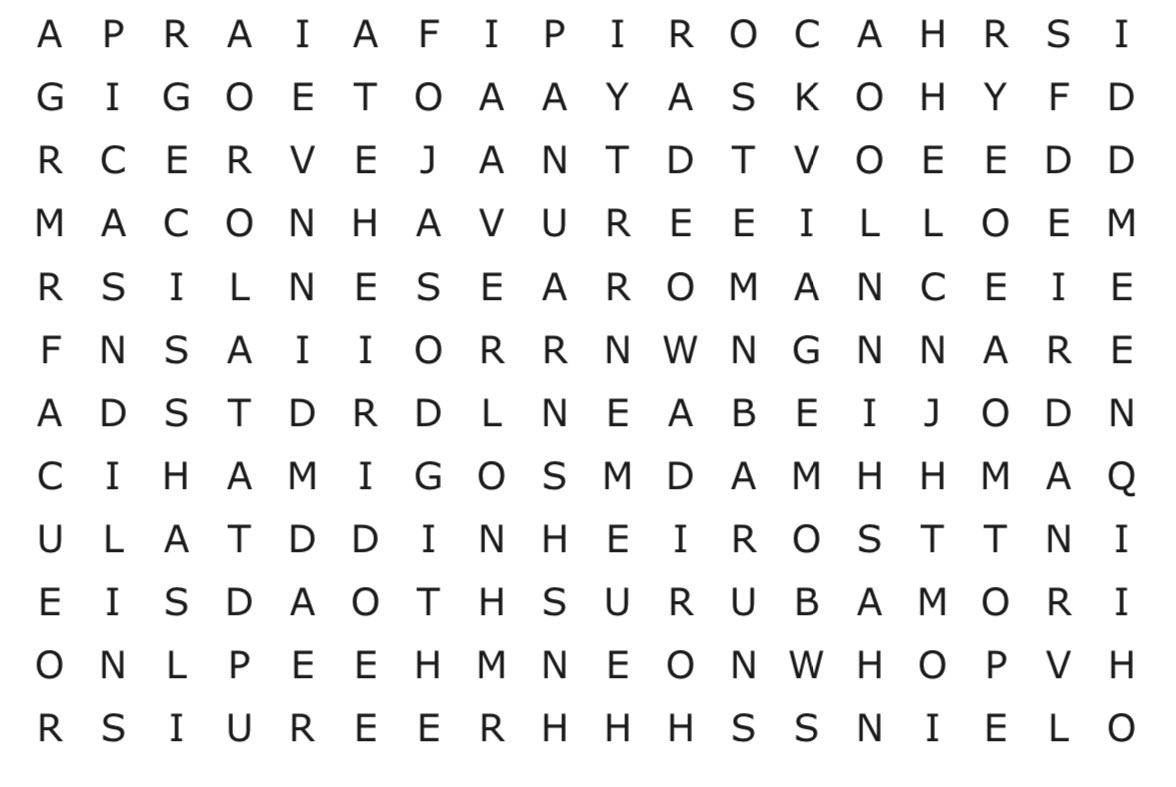 A P R A I A F I P I R O C A H R S I
G I G O E T O A A Y A S K O H Y F D
R C E R V E J A N T D T V O E E D D
M A C O N H A V U R E E I L L O E M
R S I L N E S E A R O M A N C E I E
F N S A I I O R R N W N G N N A R E
A D S T D R D L N E A B E I J O D N
C I H A M I G O S M D A M H H M A Q
U L A T D D I N H E I R O S T T N I
E I S D A O T H S U R U B A M O R I
O N L P E E H M N E O N W H O P V H
R S I U R E E R H H H S S N I E L O